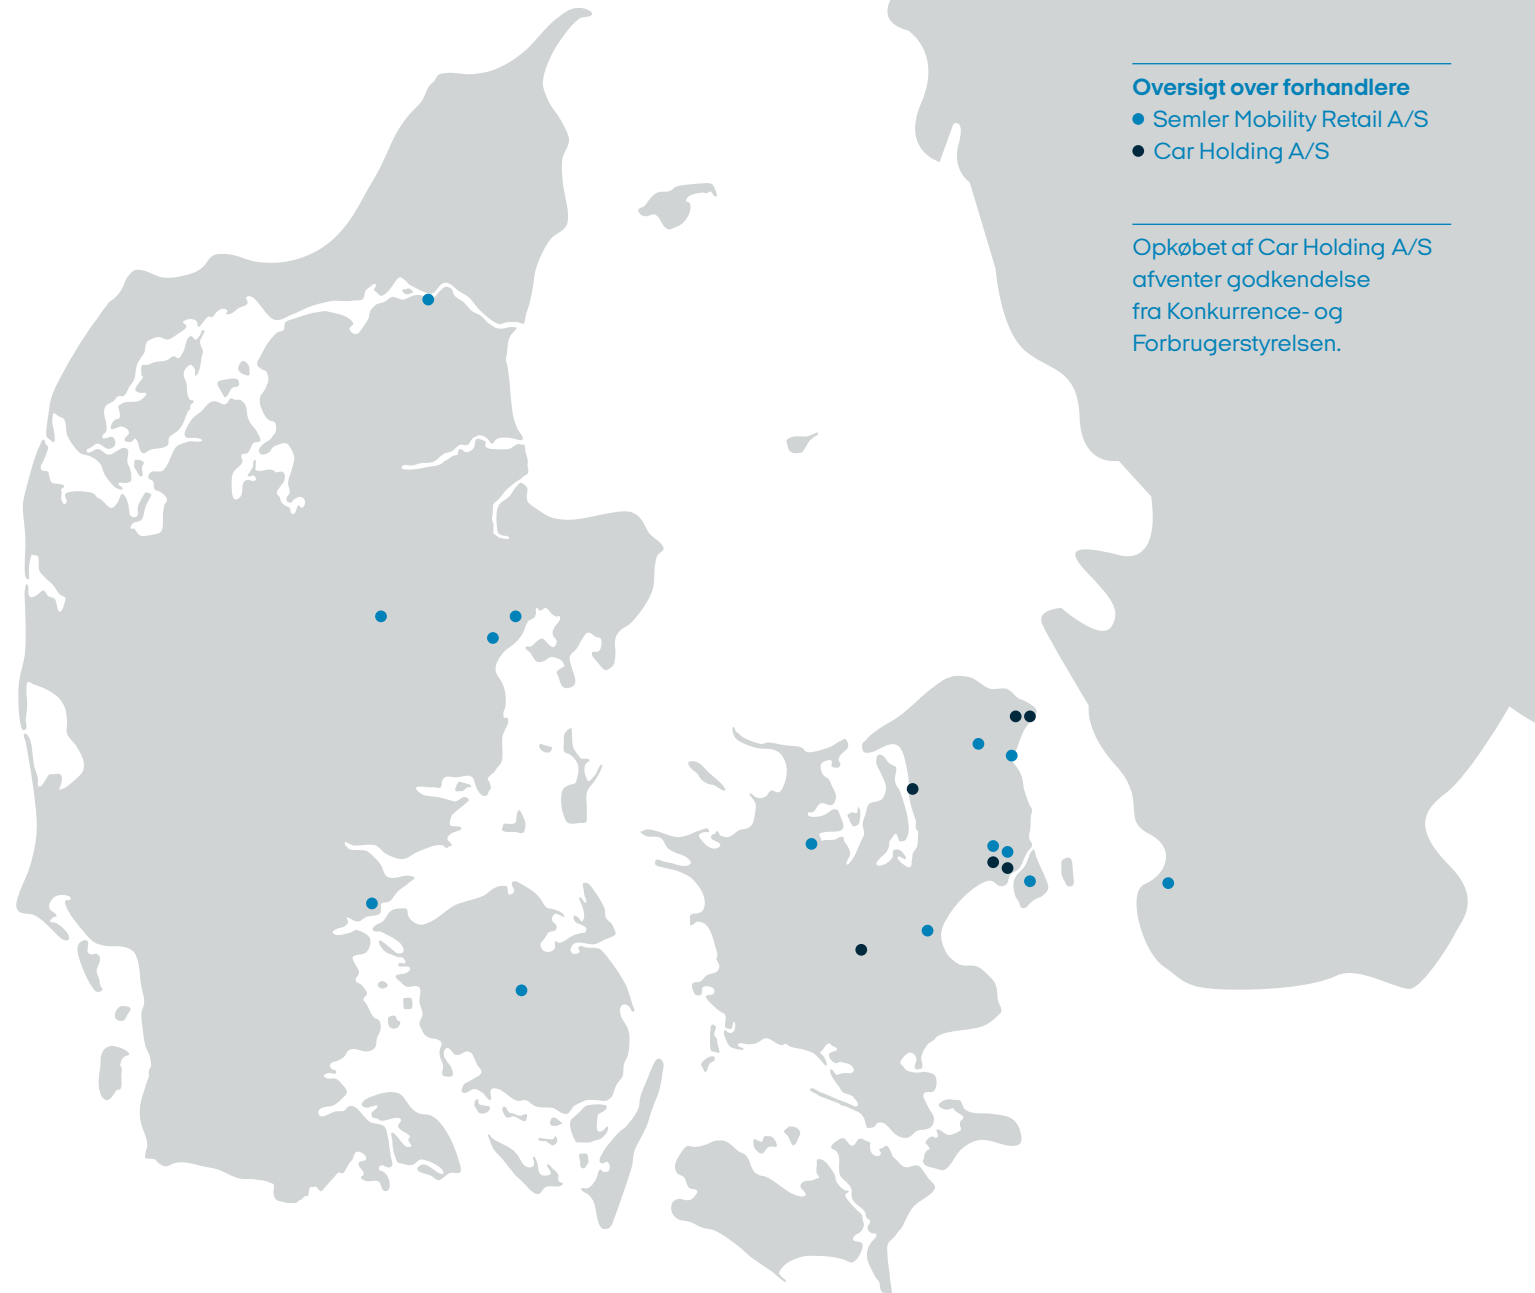 Oversigt over forhandlere
Semler Mobility Retail A/S
Car Holding A/S
Opkøbet af Car Holding A/S
afventer godkendelse
fra Konkurrence- og
Forbrugerstyrelsen.